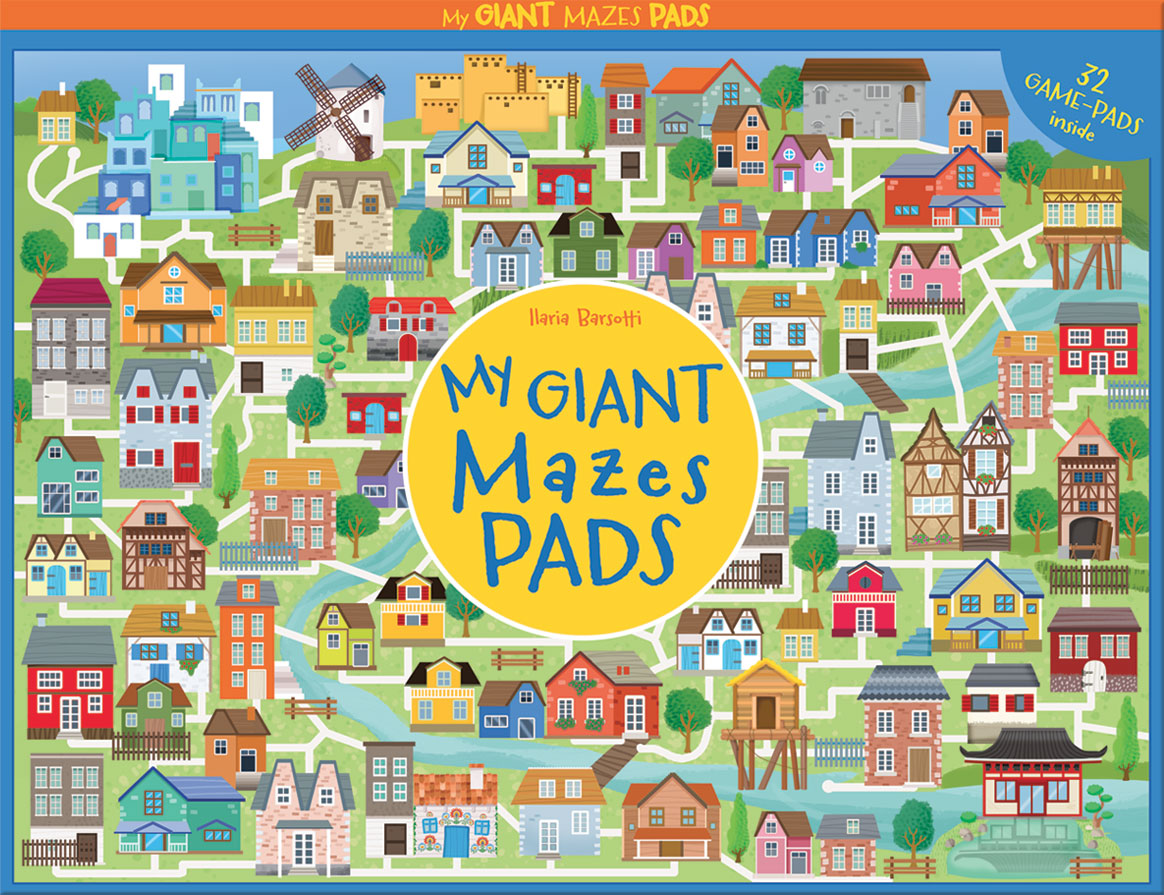 My GIANT MAZES PADS
32
GAME-PADS
inside
Ilaria Barsotti
MY GIANT
Mazes
PADS